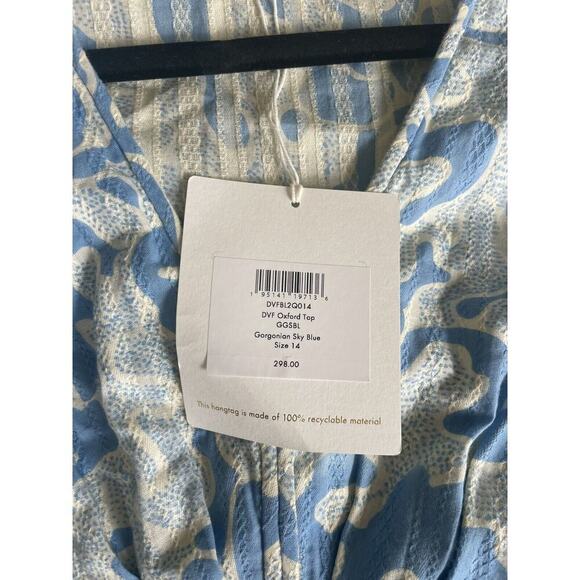 1 95141 19713 6
DVFBL2Q014
DVF Oxford Top
GGSBL
Gorgonian Sky Blue
Size 14
298.00
This hangtag is made of 100% recyclable material